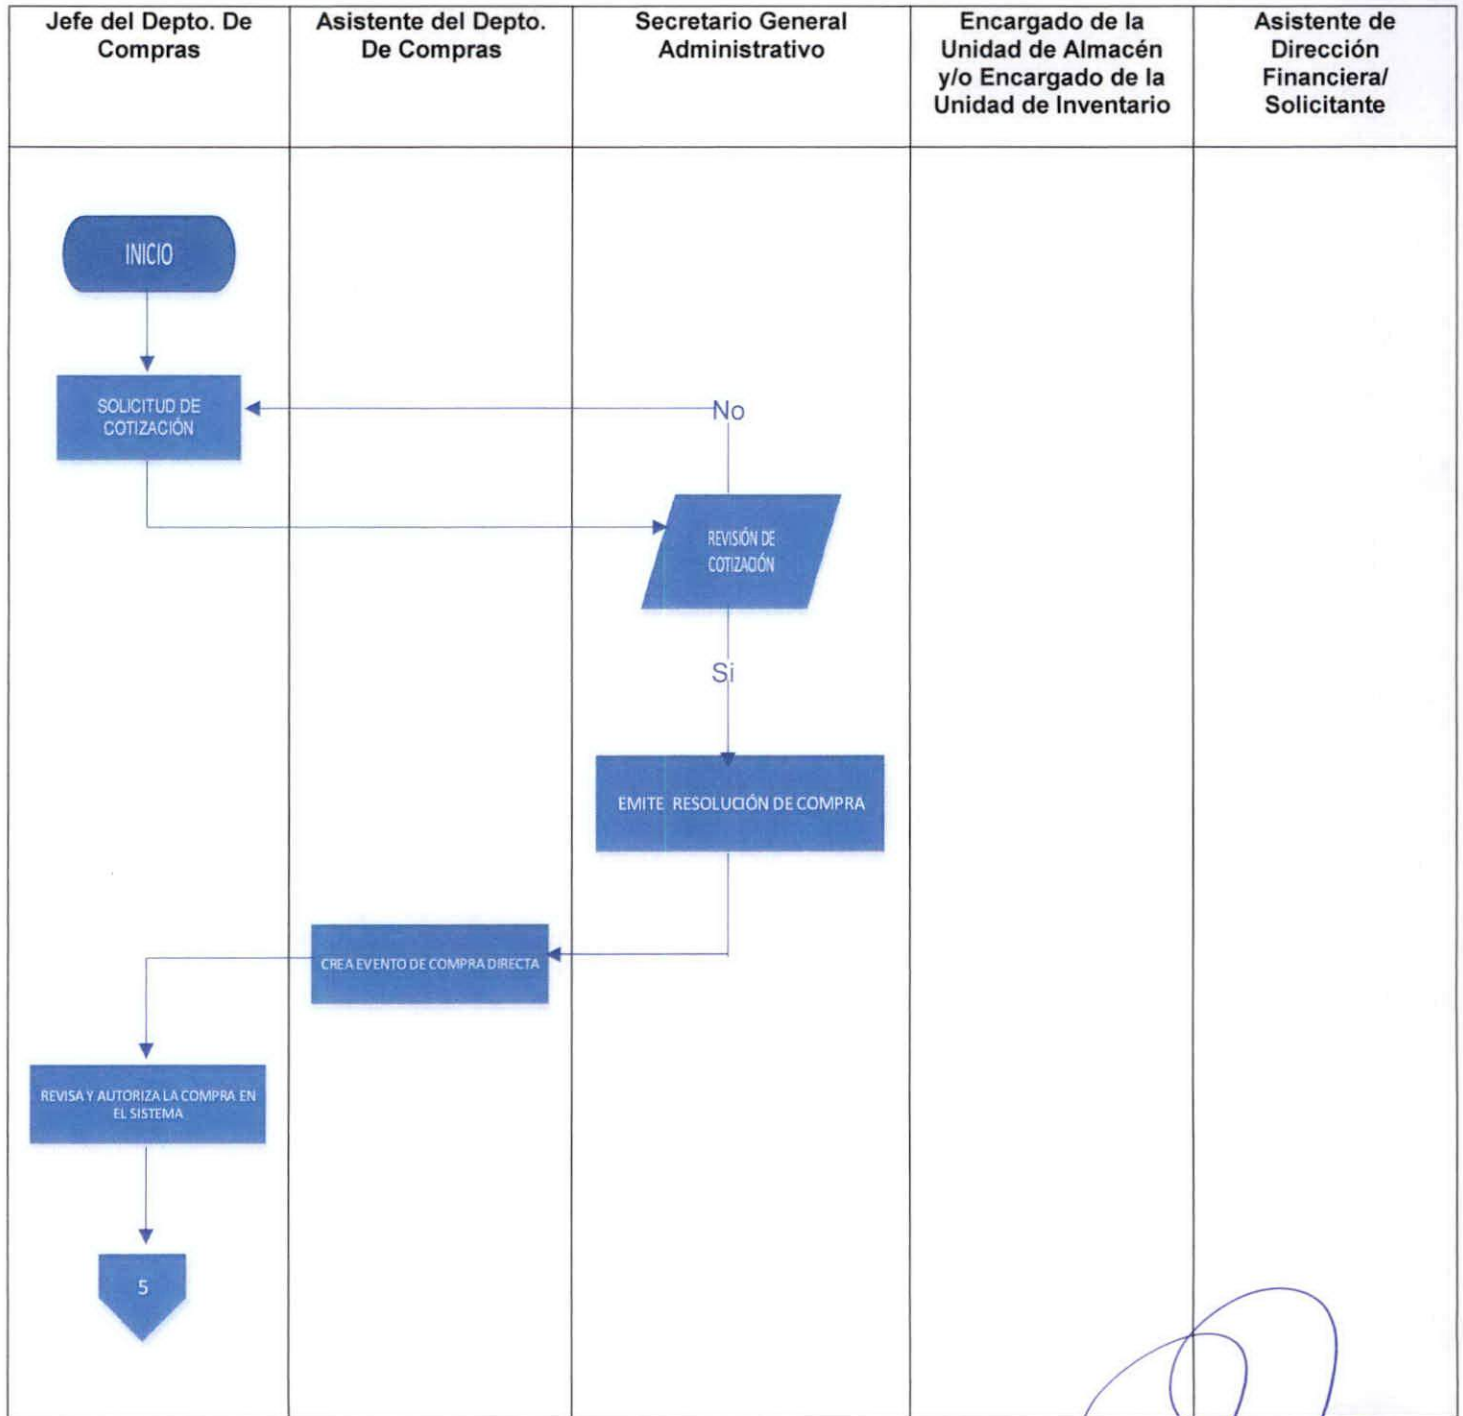 Jefe del Depto. De
Compras
Asistente del Depto.
De Compras
Secretario General
Administrativo
Encargado de la
Unidad de Almacén
y/o Encargado de la
Unidad de Inventario
Asistente de
Dirección
Financiera/
Solicitante
INICIO
SOLICITUD DE
COTIZACIÓN
No
REVISIÓN DE
COTIZACIÓN
Si
EMITE RESOLUCIÓN DE COMPRA
CREA EVENTO DE COMPRA DIRECTA
REVISA Y AUTORIZA LA COMPRA EN
EL SISTEMA
5